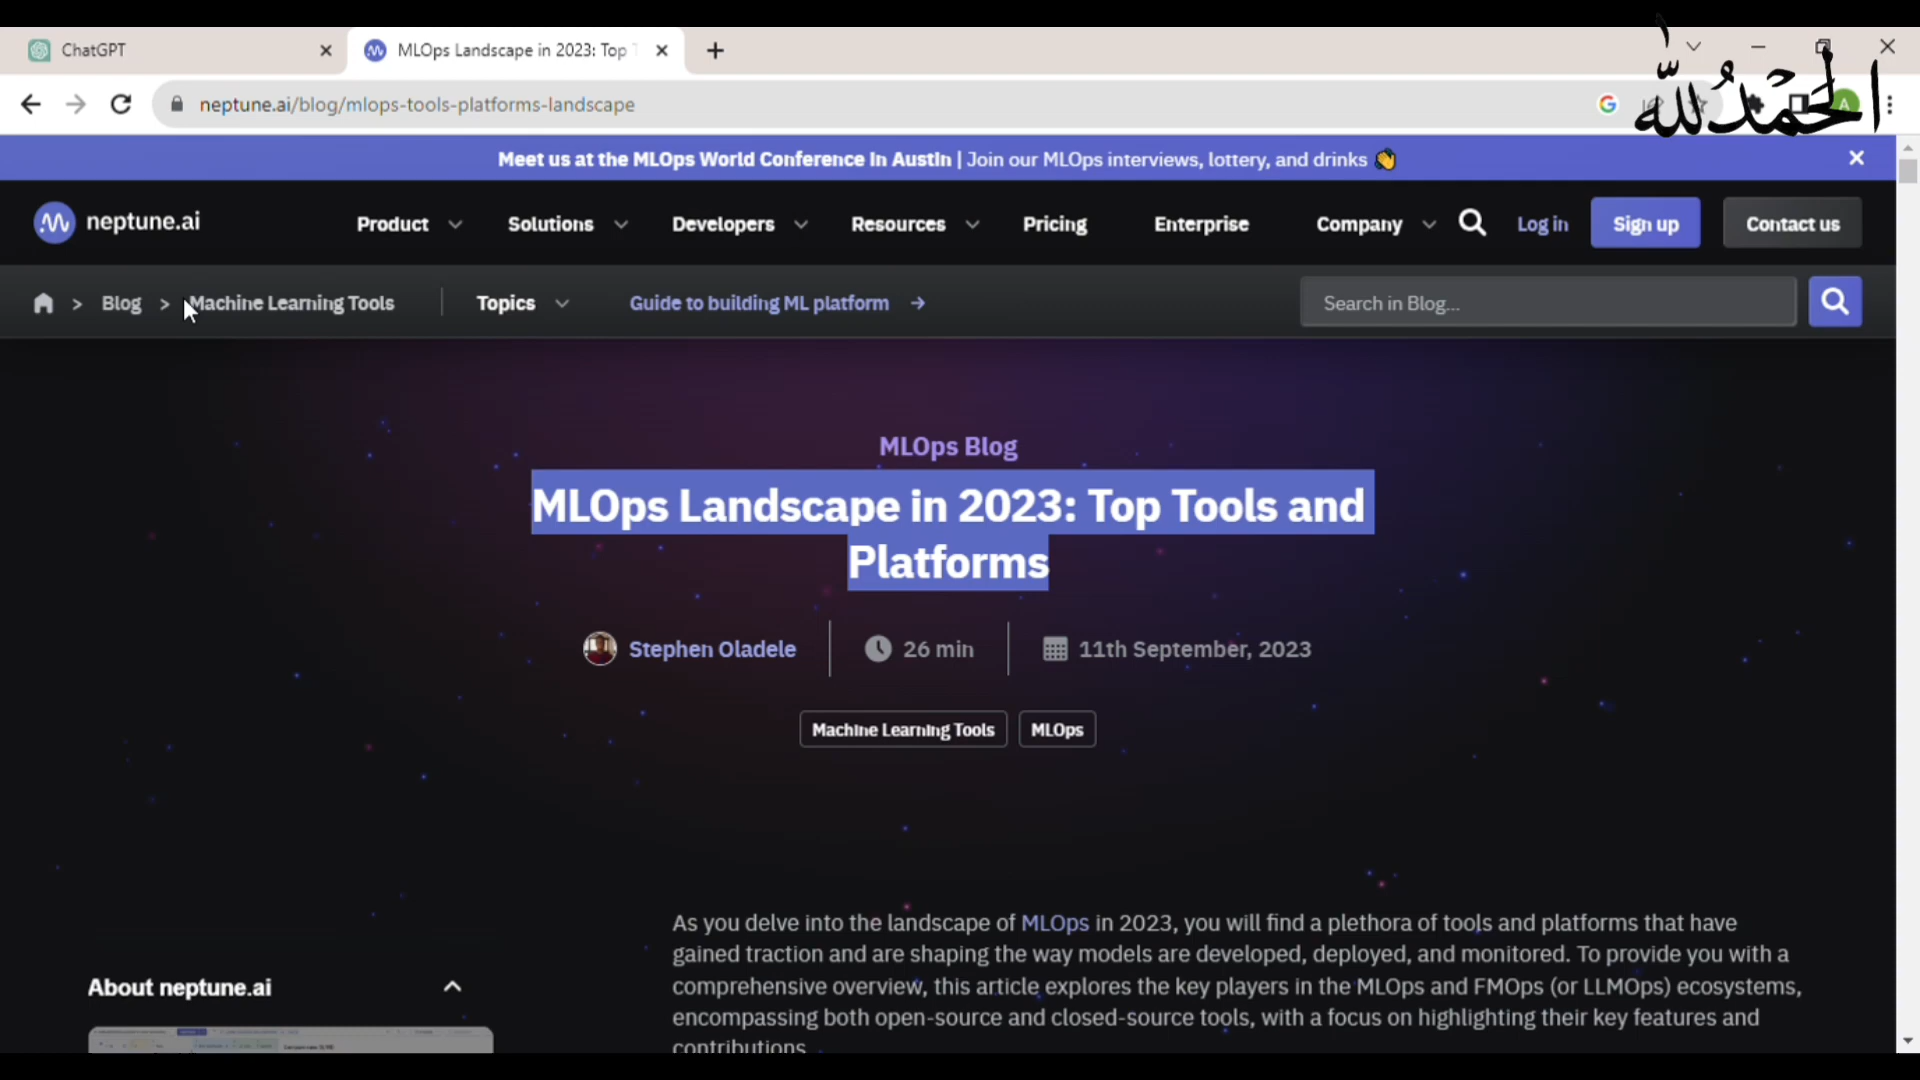 ChatGPT
MLOps Landscape in 2023: Top
الحمد لله
neptune.ai/blog/mlops-tools-platforms-landscape
A
Meet us at the MLOps World Conference in Austin | Join our MLOps interviews, lottery, and drinks 👏
neptune.ai
Product
Solutions
Developers
Resources
Pricing
Enterprise
Company
Log in
Sign up
Contact us
> Blog > Machine Learning Tools
Topics
Guide to building ML platform →
Search in Blog...
MLOps Blog
MLOps Landscape in 2023: Top Tools and
Platforms
Stephen Oladele
26 min
11th September, 2023
Machine Learning Tools
MLOps
As you delve into the landscape of MLOps in 2023, you will find a plethora of tools and platforms that have
gained traction and are shaping the way models are developed, deployed, and monitored. To provide you with a
comprehensive overview, this article explores the key players in the MLOps and FMOps (or LLMOps) ecosystems,
encompassing both open-source and closed-source tools, with a focus on highlighting their key features and
contributions.
About neptune.ai